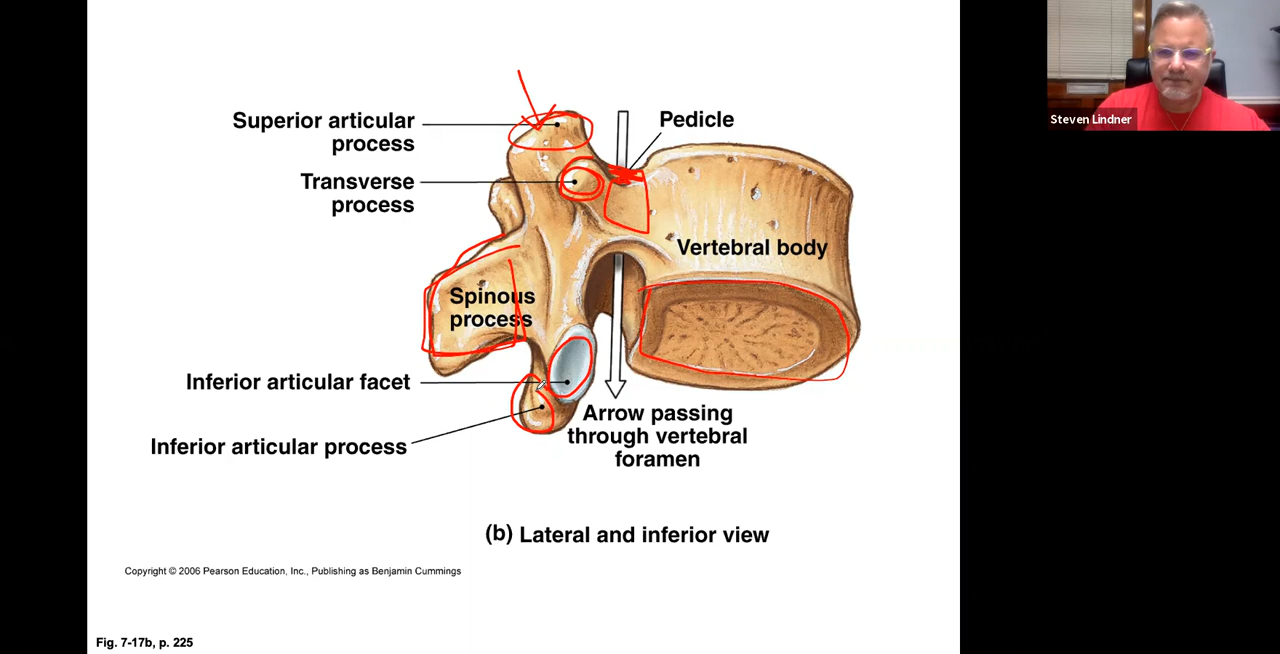 Steven Lindner
Superior articular
process
Pedicle
Transverse
process
Vertebral body
Spinous
process
Inferior articular facet
Arrow passing
through vertebral
foramen
Inferior articular process
(b) Lateral and inferior view
Copyright © 2006 Pearson Education, Inc., Publishing as Benjamin Cummings
Fig. 7-17b, p. 225